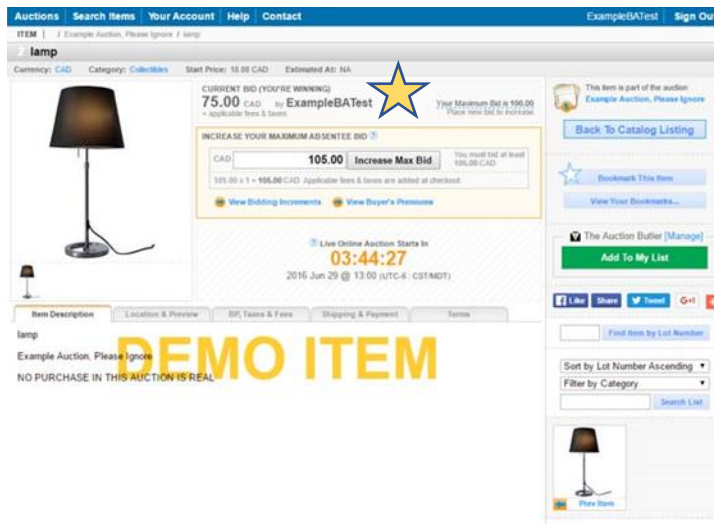 Auctions Search Items Your Account Help Contact ExampleBATest Sign Ou
ITEM | / Example Auction, Please Ignore / lamp
lamp
Currency: CAD Category: Collectibles Start Price: 10.00 CAD Estimated At: NA
CURRENT BID (YOU'RE WINNING)
75.00 CAD by ExampleBATest
+ applicable fees & taxes
Your Maximum Bid is 100.00
Place new bid to increase
INCREASE YOUR MAXIMUM ABSENTEE BID ?
CAD 105.00 Increase Max Bid
You must bid at least
105.00 CAD
105.00 x 1 = 105.00 CAD Applicable fees & taxes are added at checkout
View Bidding Increments View Buyer's Premiums
? Live Online Auction Starts In
03:44:27
2016 Jun 29 @ 13:00 (UTC-6 : CST/MDT)
This item is part of the auction:
Example Auction, Please Ignore
Back To Catalog Listing
Bookmark This Item
View Your Bookmarks...
The Auction Butler [Manage]
Add To My List
Like Share Tweet G+1
Find Item by Lot Number
Sort by Lot Number Ascending
Filter by Category
Search List
Prev Item
Item Description Location & Preview BP, Taxes & Fees Shipping & Payment Terms
lamp
Example Auction, Please Ignore
NO PURCHASE IN THIS AUCTION IS REAL
DEMO ITEM